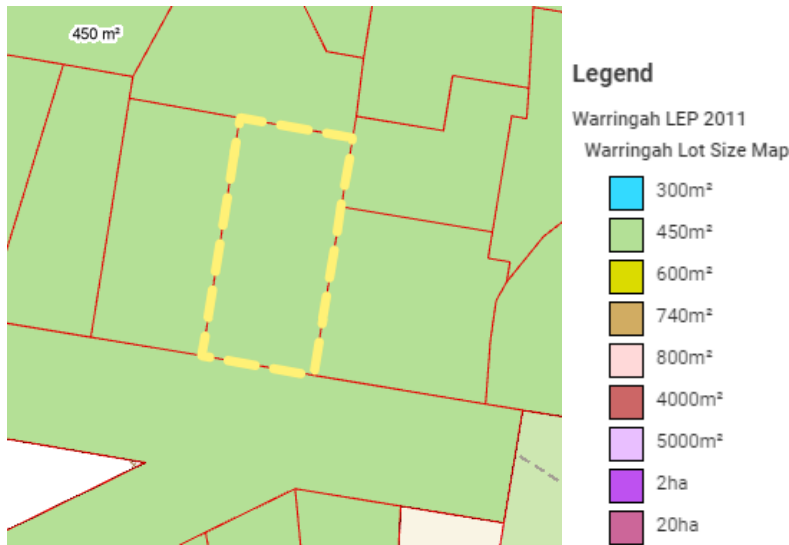 450 m²
Legend
Warringah LEP 2011
Warringah Lot Size Map
300m²
450m²
600m²
740m²
800m²
4000m²
5000m²
2ha
20ha